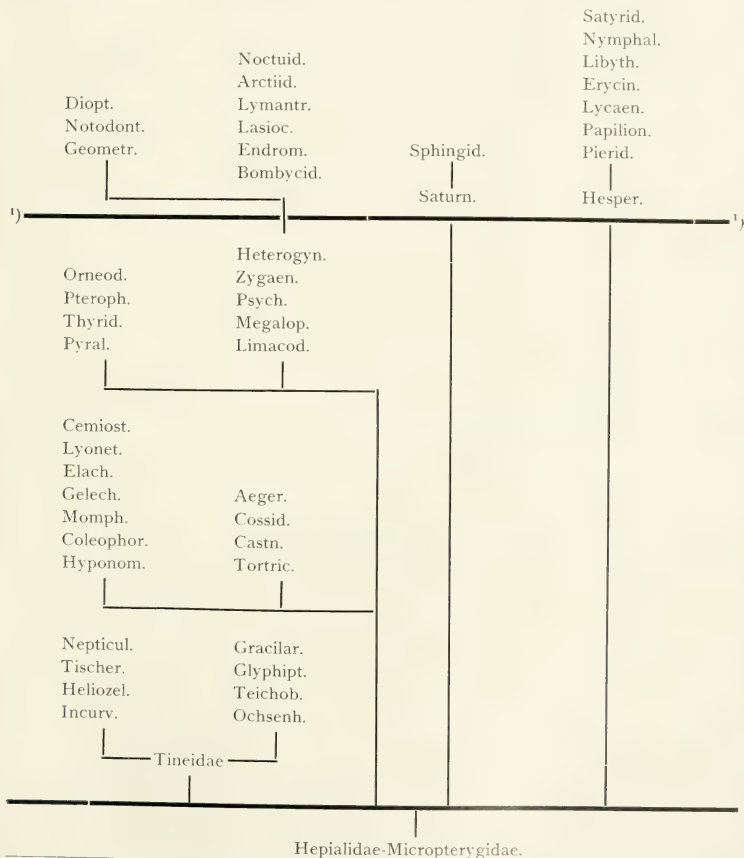 Diopt.
Notodont.
Geometr.
Noctuid.
Arctiid.
Lymantr.
Lasioc.
Endrom.
Bombycid.
Sphingid.
Saturn.
Satyrid.
Nymphal.
Libyth.
Erycin.
Lycaen.
Papilion.
Pierid.
Hesper.
¹) ¹)
Orneod.
Pteroph.
Thyrid.
Pyral.
Heterogyn.
Zygaen.
Psych.
Megalop.
Limacod.
Cemiost.
Lyonet.
Elach.
Gelech.
Momph.
Coleophor.
Hyponom.
Aeger.
Cossid.
Castn.
Tortric.
Nepticul.
Tischer.
Heliozel.
Incurv.
Gracilar.
Glyphipt.
Teichob.
Ochsenh.
Tineidae
Hepialidae-Micropterygidae.